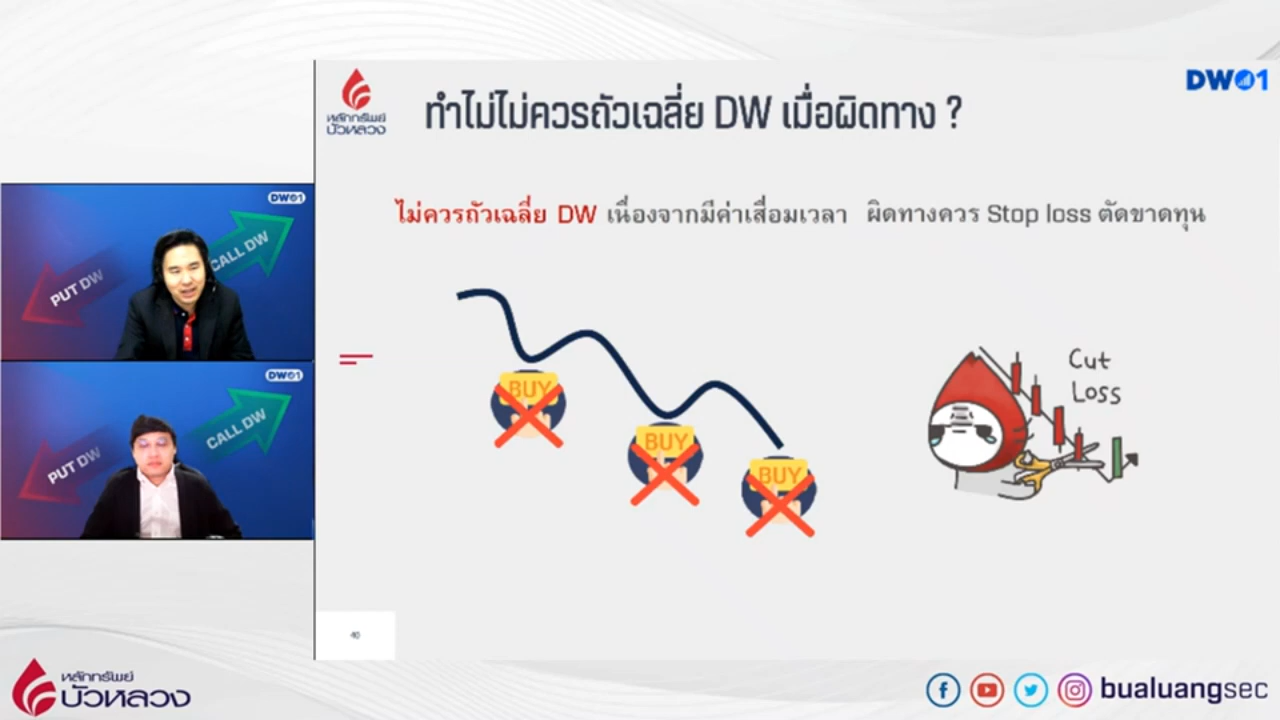 หลักทรัพย์
บัวหลวง
DW01
ทำไมไม่ควรถัวเฉลี่ย DW เมื่อผิดทาง ?
ไม่ควรถัวเฉลี่ย DW เนื่องจากมีค่าเสื่อมเวลา ผิดทางควร Stop loss ตัดขาดทุน
DW01
CALL DW
PUT DW
DW01
CALL DW
PUT DW
BUY
BUY
BUY
Cut
Loss
40
หลักทรัพย์
บัวหลวง
bualuangsec